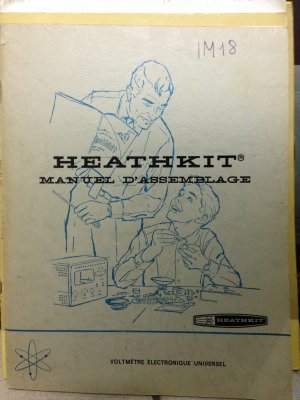 IM18
HEATHKIT®
MANUEL D'ASSEMBLAGE
HEATHKIT
VOLTMÈTRE ÉLECTRONIQUE UNIVERSEL